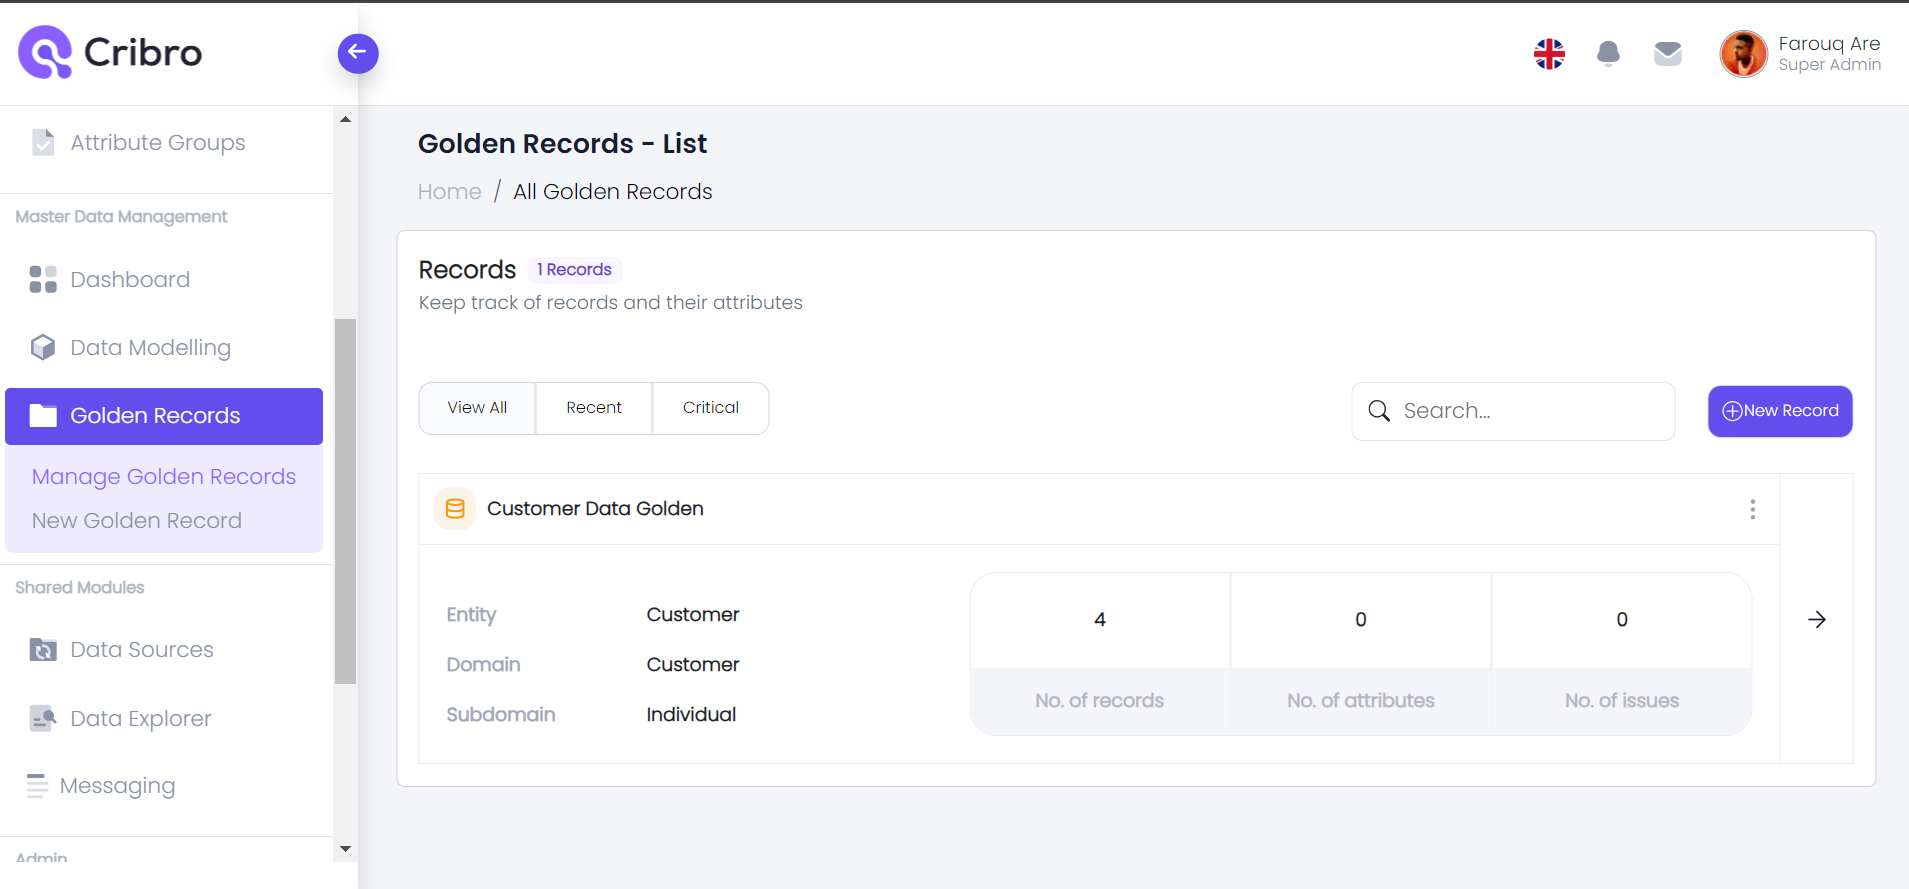 Cribro
Farouq Are
Super Admin
Attribute Groups
Master Data Management
Dashboard
Data Modelling
Golden Records
Manage Golden Records
New Golden Record
Shared Modules
Data Sources
Data Explorer
Messaging
Admin
Golden Records - List
Home / All Golden Records
Records 1 Records
Keep track of records and their attributes
View All Recent Critical
Search...
New Record
Customer Data Golden
Entity Customer
Domain Customer
Subdomain Individual
4 0 0
No. of records No. of attributes No. of issues